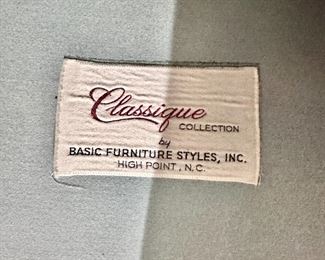 Classique
COLLECTION
by
BASIC FURNITURE STYLES, INC.
HIGH POINT, N.C.